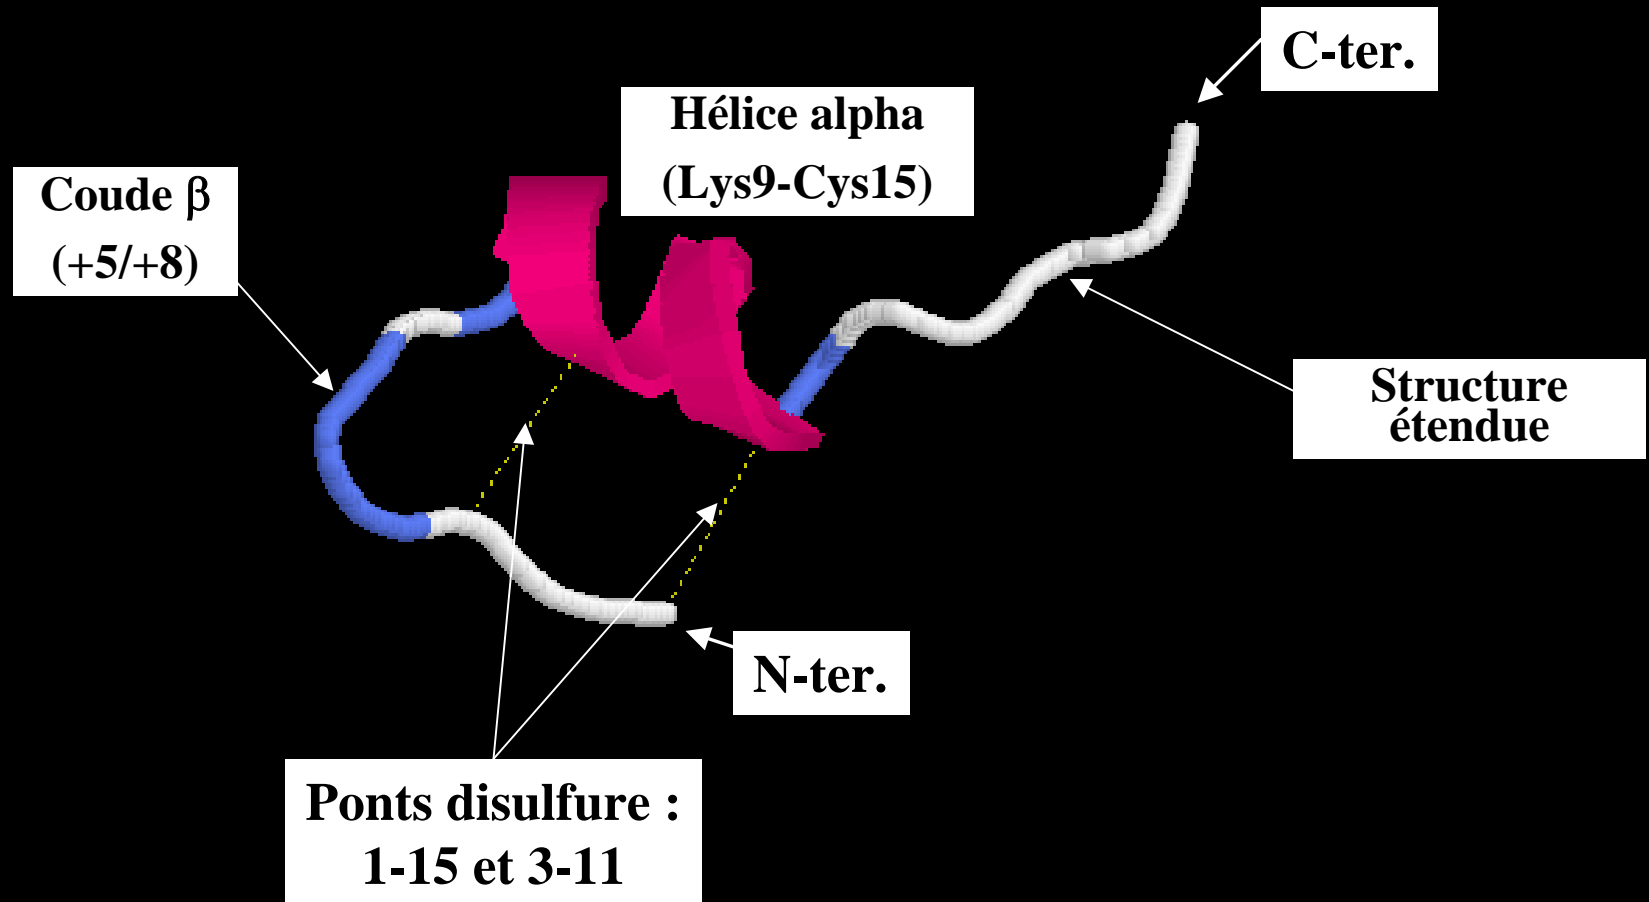 C-ter.
Hélice alpha
(Lys9-Cys15)
Coude β
(+5/+8)
Structure
étendue
N-ter.
Ponts disulfure :
1-15 et 3-11